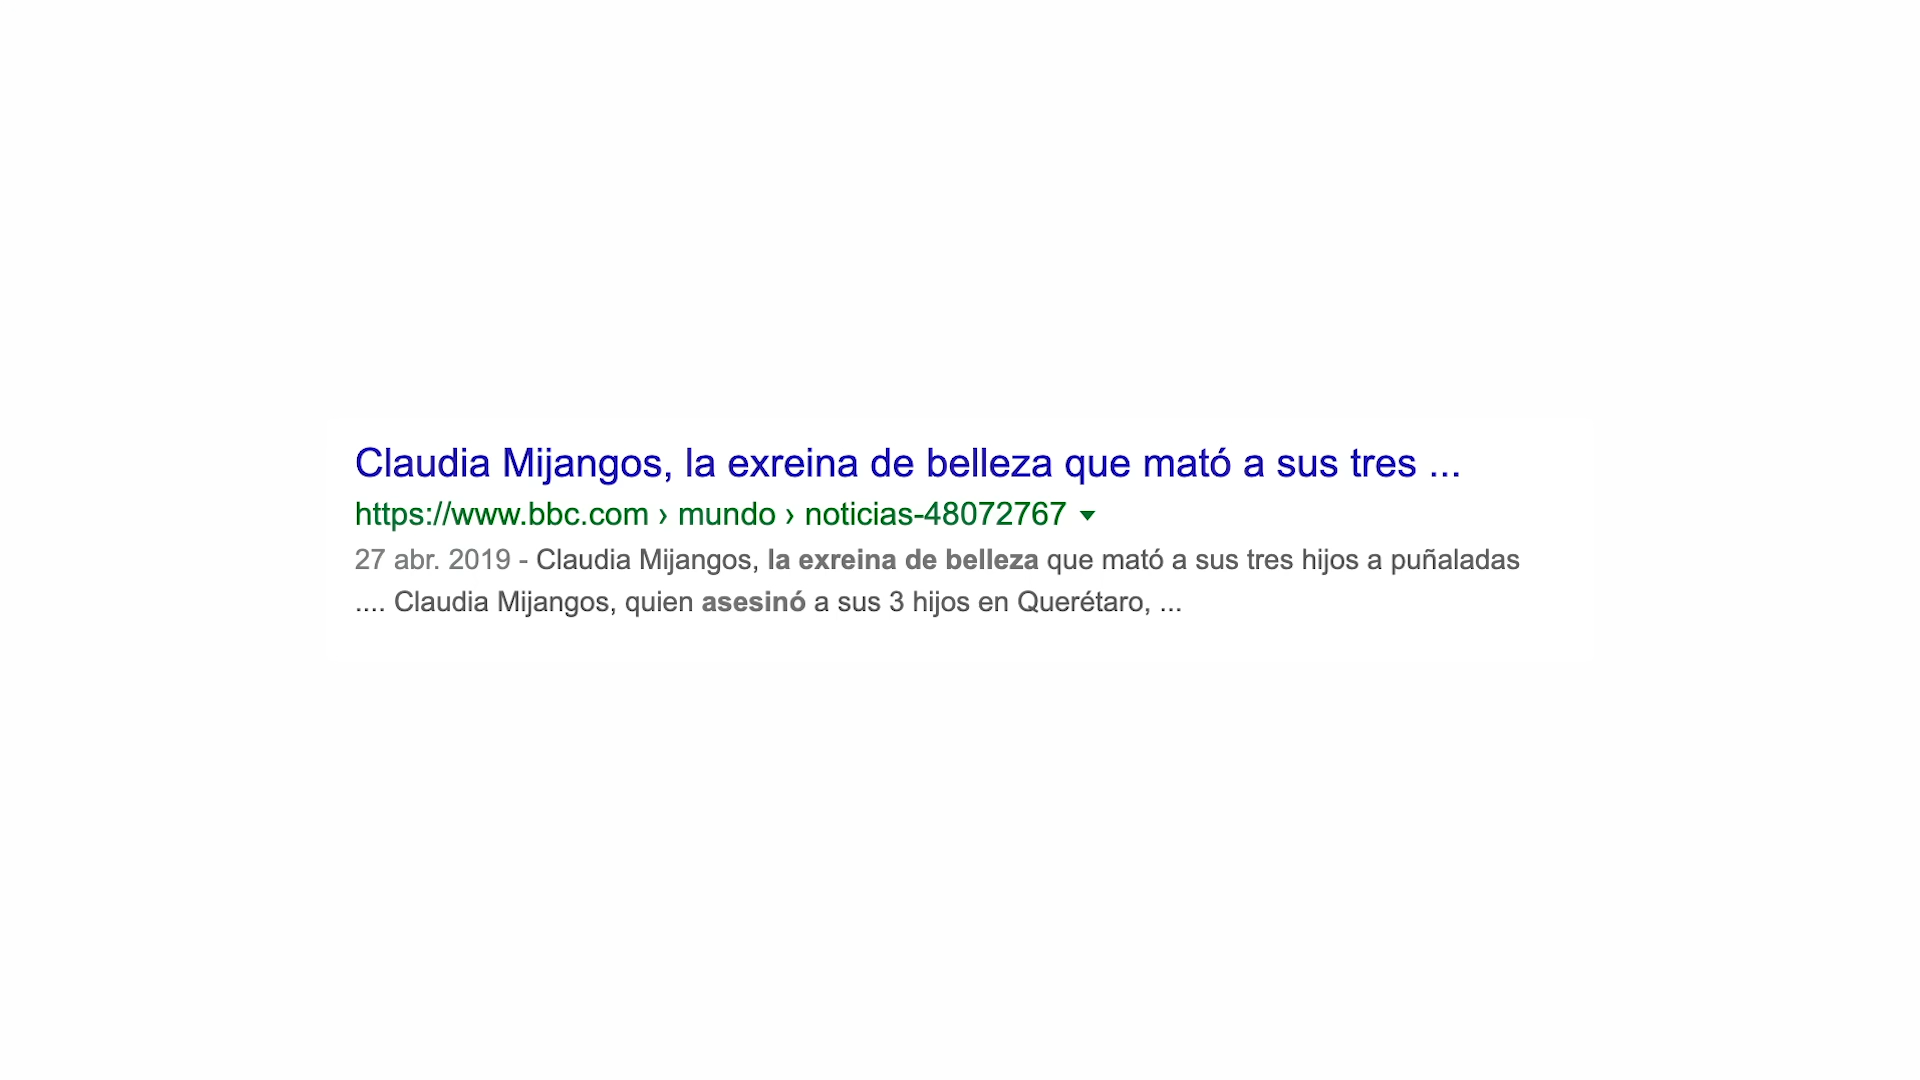 Claudia Mijangos, la exreina de belleza que mató a sus tres ...
https://www.bbc.com › mundo › noticias-48072767
27 abr. 2019 - Claudia Mijangos, la exreina de belleza que mató a sus tres hijos a puñaladas
.... Claudia Mijangos, quien asesinó a sus 3 hijos en Querétaro, ...